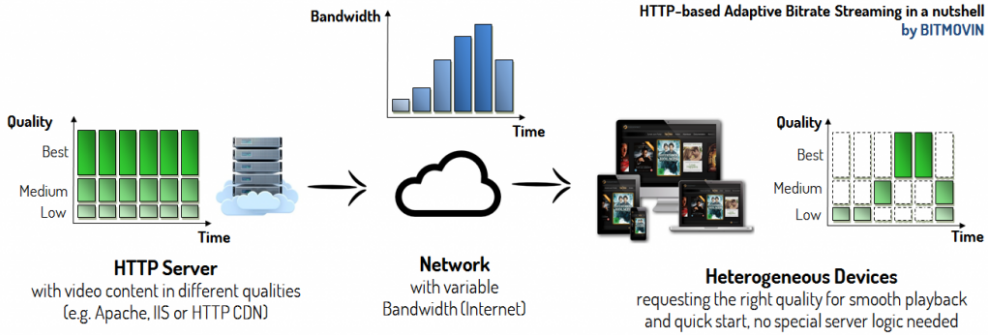 HTTP-based Adaptive Bitrate Streaming in a nutshell
by BITMOVIN
Bandwidth
Time
Quality
Best
Medium
Low
Time
Quality
Best
Medium
Low
Time
HTTP Server
with video content in different qualities
(e.g. Apache, IIS or HTTP CDN)
Network
with variable
Bandwidth (Internet)
Heterogeneous Devices
requesting the right quality for smooth playback
and quick start, no special server logic needed